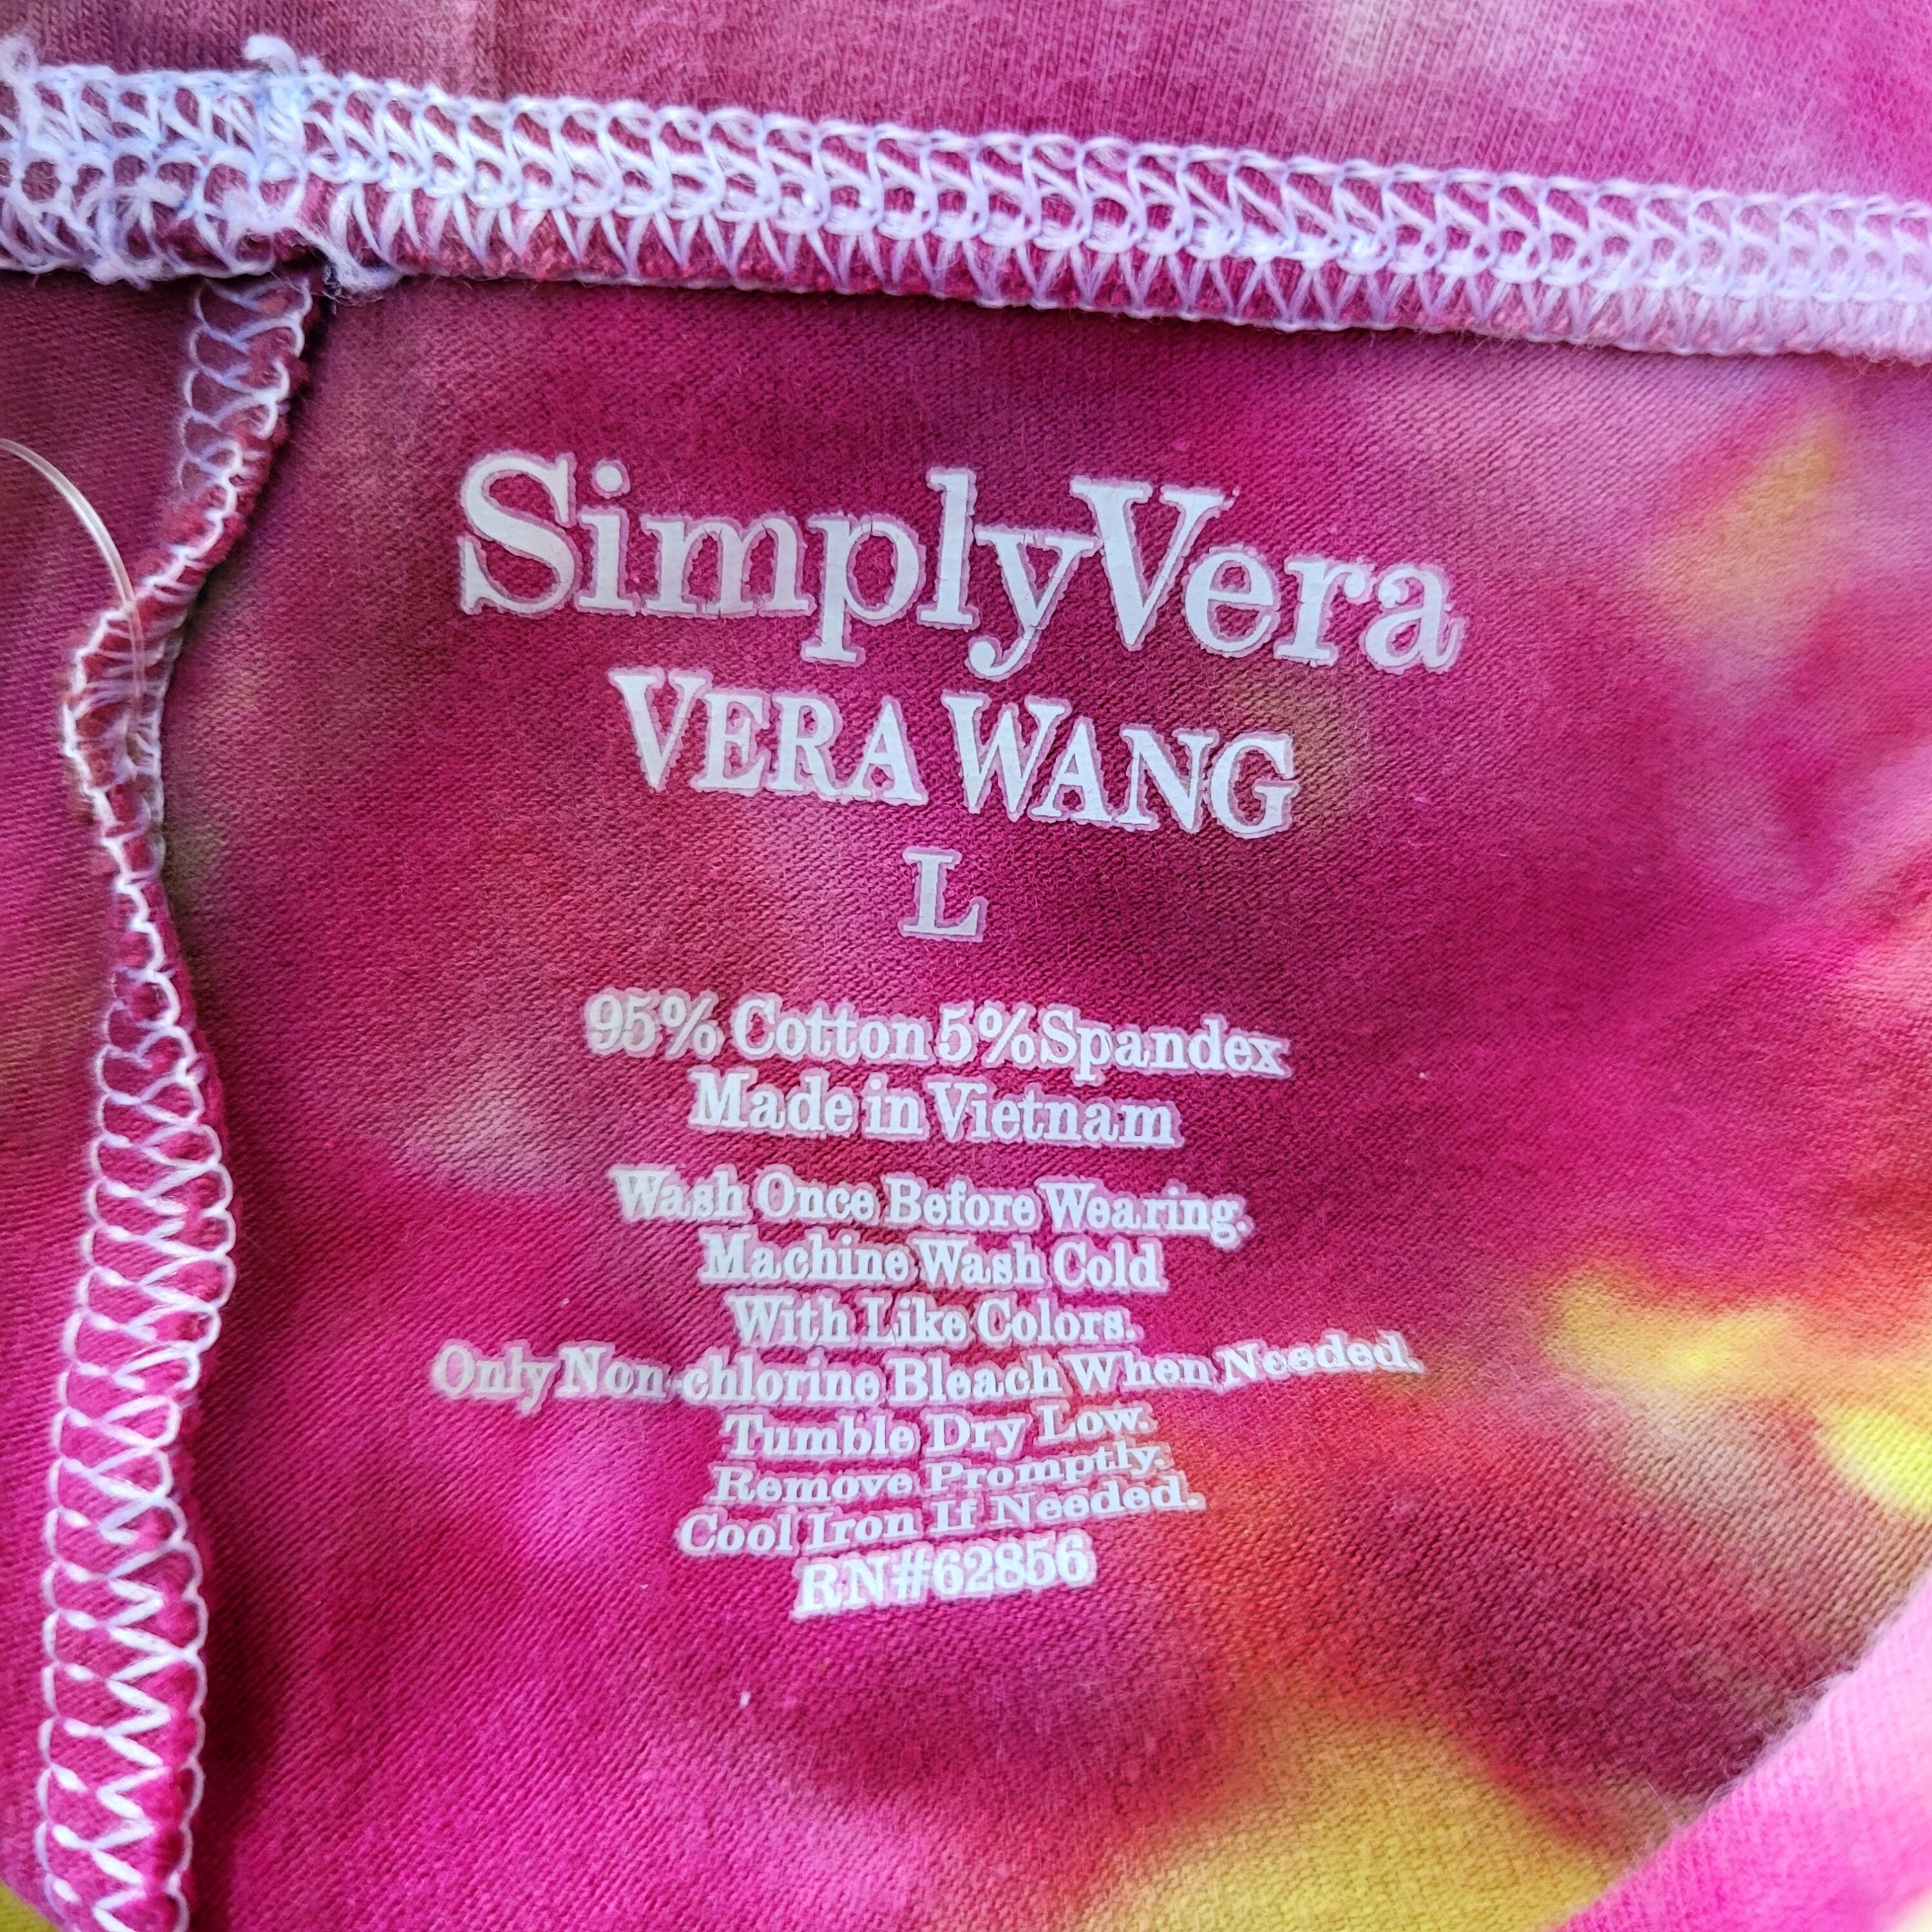 SimplyVera
VERA WANG
L
95% Cotton 5% Spandex
Made in Vietnam
Wash Once Before Wearing.
Machine Wash Cold
With Like Colors.
Only Non-chlorine Bleach When Needed.
Tumble Dry Low.
Remove Promptly.
Cool Iron If Needed.
RN#62856